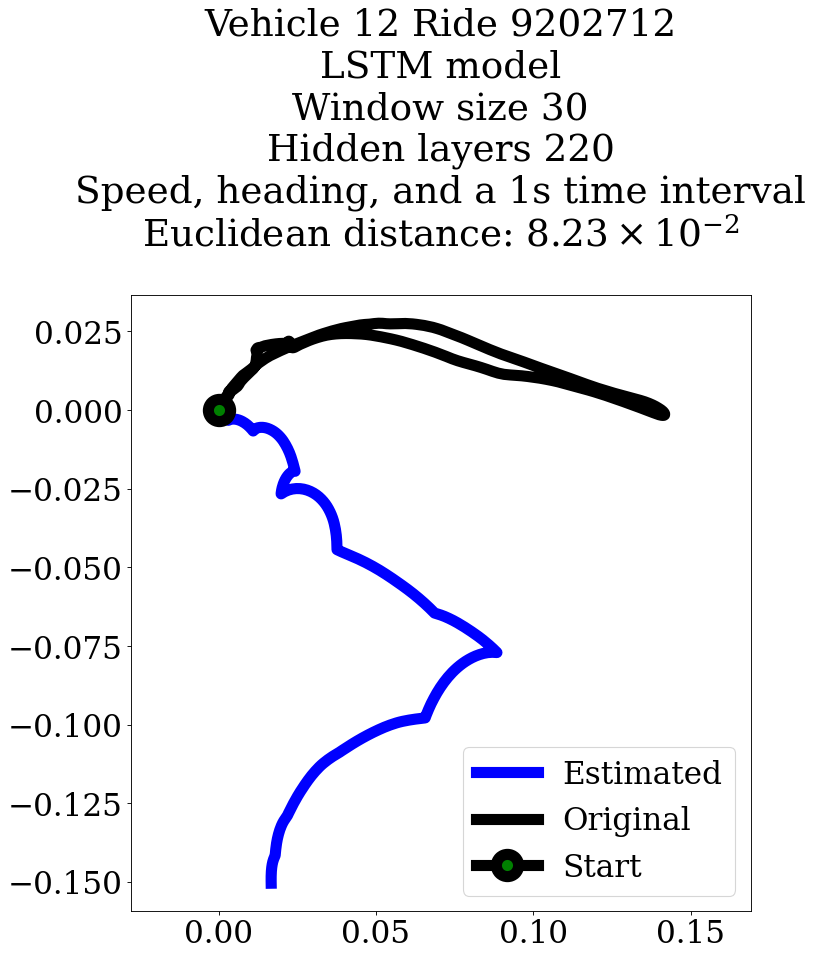 Vehicle 12 Ride 9202712
LSTM model
Window size 30
Hidden layers 220
Speed, heading, and a 1s time interval
Euclidean distance: 8.23 × 10⁻²
0.025
0.000
−0.025
−0.050
−0.075
−0.100
−0.125
−0.150
Estimated
Original
Start
0.00 0.05 0.10 0.15